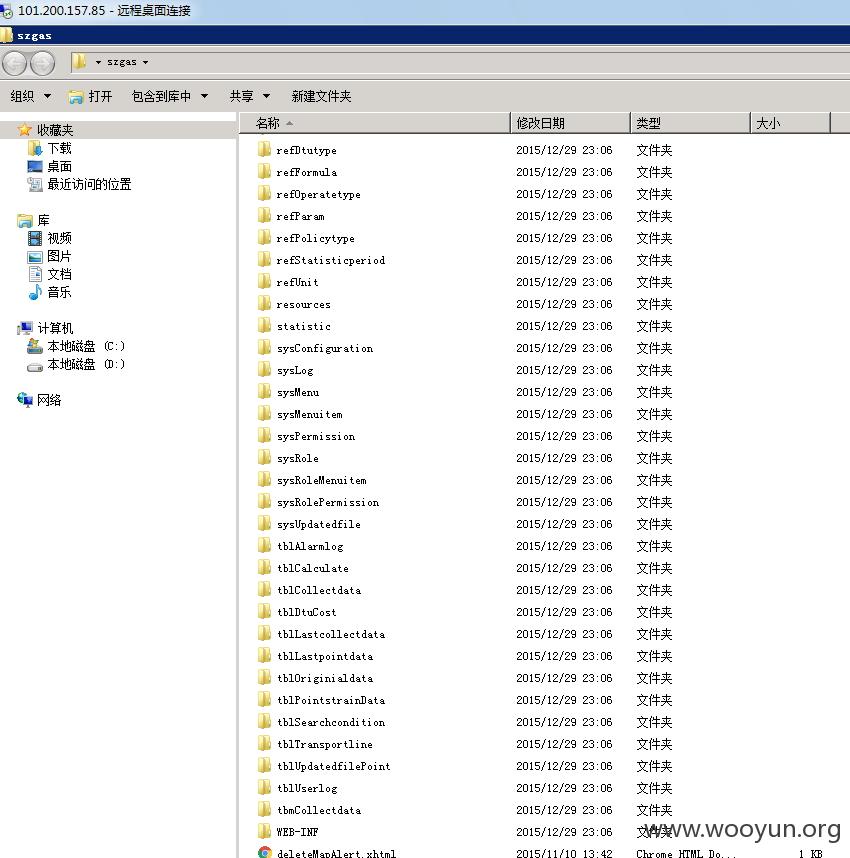 101.200.157.85 - 远程桌面连接
szgas
szgas
组织 打开 包含到库中 共享 新建文件夹
收藏夹
下载
桌面
最近访问的位置
库
视频
图片
文档
音乐
计算机
本地磁盘 (C:)
本地磁盘 (D:)
网络
名称 修改日期 类型 大小
refDtutype 2015/12/29 23:06 文件夹
refFormula 2015/12/29 23:06 文件夹
refOperatetype 2015/12/29 23:06 文件夹
refParam 2015/12/29 23:06 文件夹
refPolicytype 2015/12/29 23:06 文件夹
refStatisticperiod 2015/12/29 23:06 文件夹
refUnit 2015/12/29 23:06 文件夹
resources 2015/12/29 23:06 文件夹
statistic 2015/12/29 23:06 文件夹
sysConfiguration 2015/12/29 23:06 文件夹
sysLog 2015/12/29 23:06 文件夹
sysMenu 2015/12/29 23:06 文件夹
sysMenuitem 2015/12/29 23:06 文件夹
sysPermission 2015/12/29 23:06 文件夹
sysRole 2015/12/29 23:06 文件夹
sysRoleMenuitem 2015/12/29 23:06 文件夹
sysRolePermission 2015/12/29 23:06 文件夹
sysUpdatedfile 2015/12/29 23:06 文件夹
tblAlarmlog 2015/12/29 23:06 文件夹
tblCalculate 2015/12/29 23:06 文件夹
tblCollectdata 2015/12/29 23:06 文件夹
tblDtuCost 2015/12/29 23:06 文件夹
tblLastcollectdata 2015/12/29 23:06 文件夹
tblLastpointdata 2015/12/29 23:06 文件夹
tblOriginialdata 2015/12/29 23:06 文件夹
tblPointstrainData 2015/12/29 23:06 文件夹
tblSearchcondition 2015/12/29 23:06 文件夹
tblTransportline 2015/12/29 23:06 文件夹
tblUpdatedfilePoint 2015/12/29 23:06 文件夹
tblUserlog 2015/12/29 23:06 文件夹
tbmCollectdata 2015/12/29 23:06 文件夹
WEB-INF 2015/12/29 23:06 文件夹
www.wooyun.org
deleteMapAlert.xhtml 2015/11/10 13:42 Chrome HTML Do... 1 KB